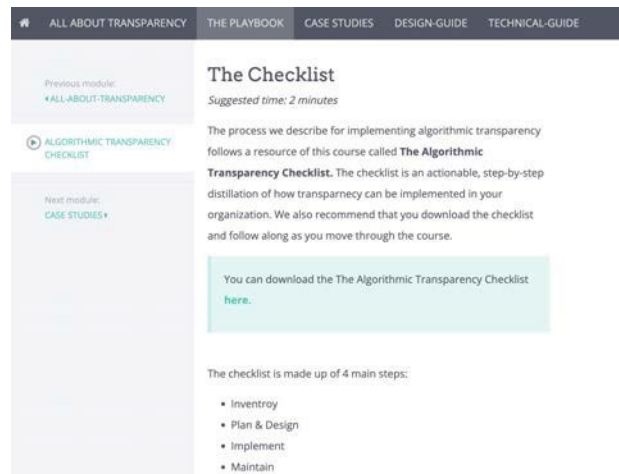 ALL ABOUT TRANSPARENCY THE PLAYBOOK CASE STUDIES DESIGN-GUIDE TECHNICAL-GUIDE
Previous module:
ALL-ABOUT-TRANSPARENCY
ALGORITHMIC TRANSPARENCY
CHECKLIST
Next module:
CASE STUDIES
The Checklist
Suggested time: 2 minutes
The process we describe for implementing algorithmic transparency
follows a resource of this course called The Algorithmic
Transparency Checklist. The checklist is an actionable, step-by-step
distillation of how transparnecy can be implemented in your
organization. We also recommend that you download the checklist
and follow along as you move through the course.
You can download the The Algorithmic Transparency Checklist
here.
The checklist is made up of 4 main steps:
• Inventroy
• Plan & Design
• Implement
• Maintain